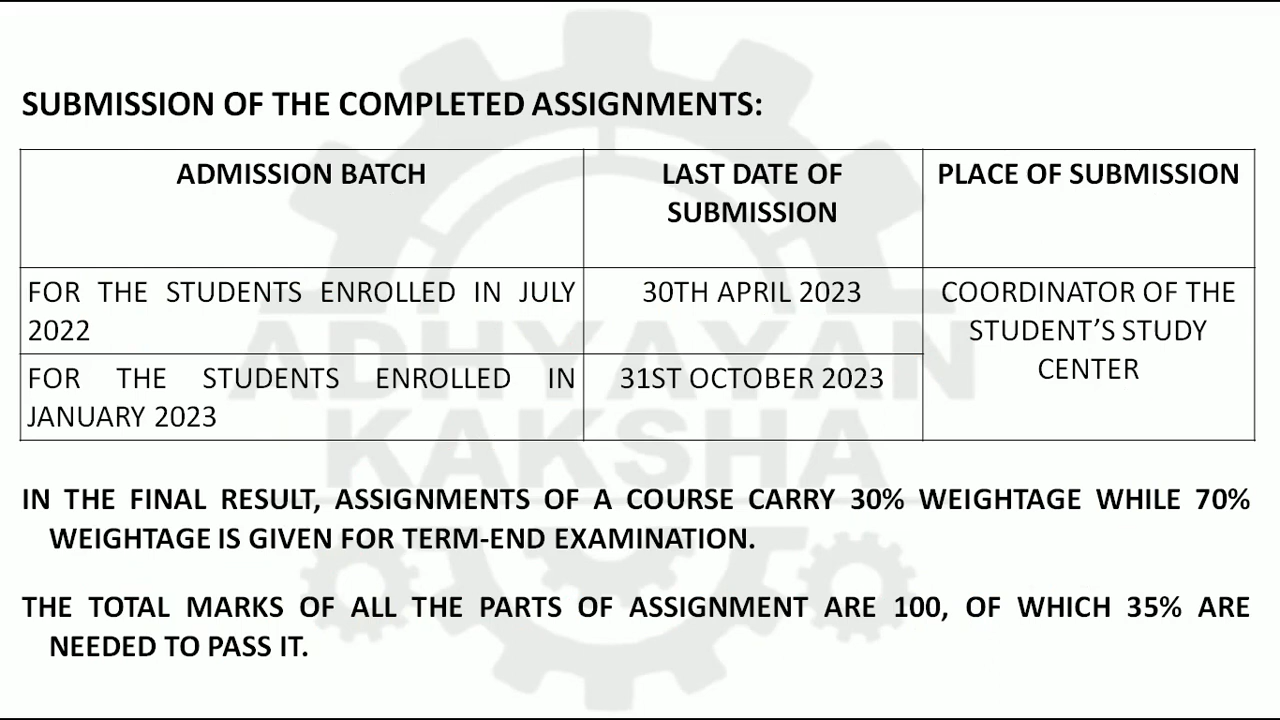 SUBMISSION OF THE COMPLETED ASSIGNMENTS:
ADMISSION BATCH
LAST DATE OF
SUBMISSION
PLACE OF SUBMISSION
FOR THE STUDENTS ENROLLED IN JULY
2022
30TH APRIL 2023
COORDINATOR OF THE
STUDENT’S STUDY
CENTER
FOR THE STUDENTS ENROLLED IN
JANUARY 2023
31ST OCTOBER 2023
ADHYAYAN
KAKSHA
IN THE FINAL RESULT, ASSIGNMENTS OF A COURSE CARRY 30% WEIGHTAGE WHILE 70%
WEIGHTAGE IS GIVEN FOR TERM-END EXAMINATION.
THE TOTAL MARKS OF ALL THE PARTS OF ASSIGNMENT ARE 100, OF WHICH 35% ARE
NEEDED TO PASS IT.